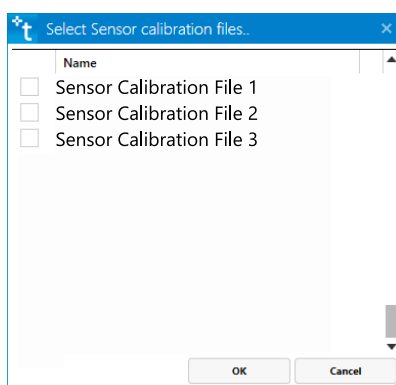 Select Sensor calibration files..
Name
Sensor Calibration File 1
Sensor Calibration File 2
Sensor Calibration File 3
OK Cancel